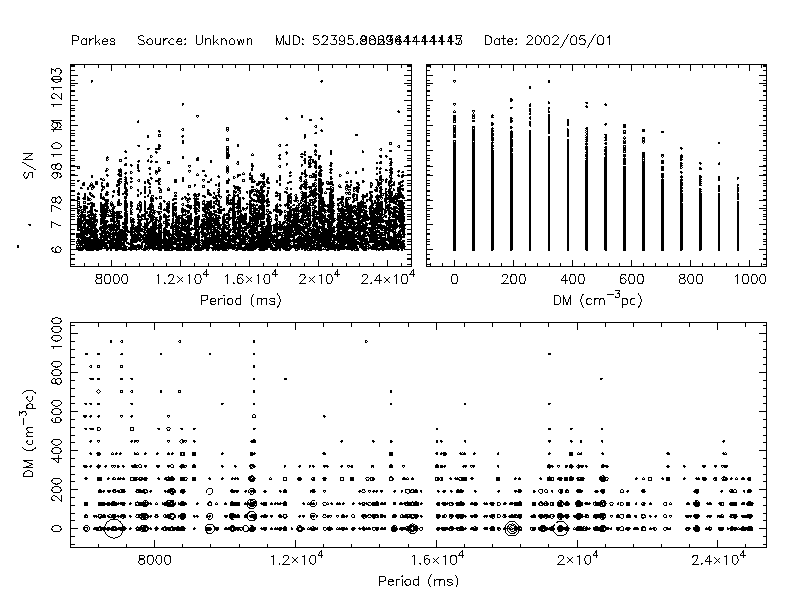 Parkes Source: Unknown MJD: Date: 2002/05/01
S/N
6 7
8000 1.2×10⁴ 1.6×10⁴ 2×10⁴ 2.4×10⁴
Period (ms)
0 200 400 600 800 1000
DM (cm⁻³pc)
DM (cm⁻³pc)
0 200 400 600 800 1000
8000 1.2×10⁴ 1.6×10⁴ 2×10⁴ 2.4×10⁴
Period (ms)